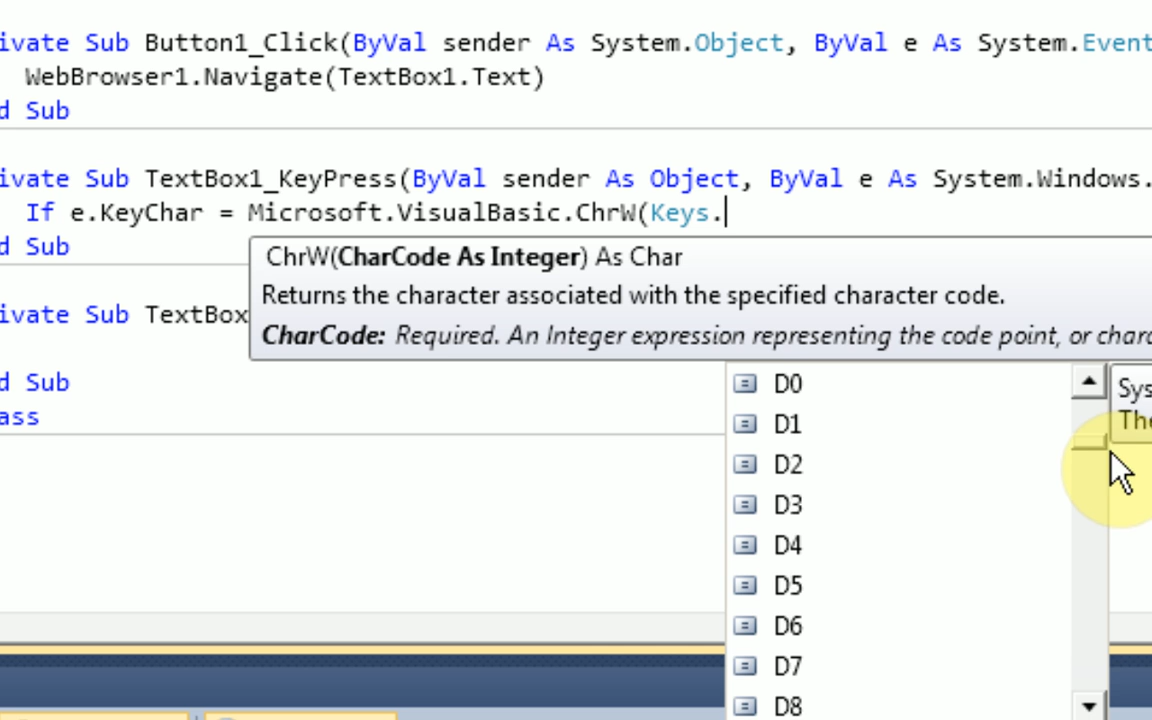 ivate Sub Button1_Click(ByVal sender As System.Object, ByVal e As System.Event
WebBrowser1.Navigate(TextBox1.Text)
d Sub
ivate Sub TextBox1_KeyPress(ByVal sender As Object, ByVal e As System.Windows.
If e.KeyChar = Microsoft.VisualBasic.ChrW(Keys.
d Sub
ChrW(CharCode As Integer) As Char
Returns the character associated with the specified character code.
ivate Sub TextBox
CharCode: Required. An Integer expression representing the code point, or chara
d Sub
ass
D0
Sys
D1
The
D2
D3
D4
D5
D6
D7
D8